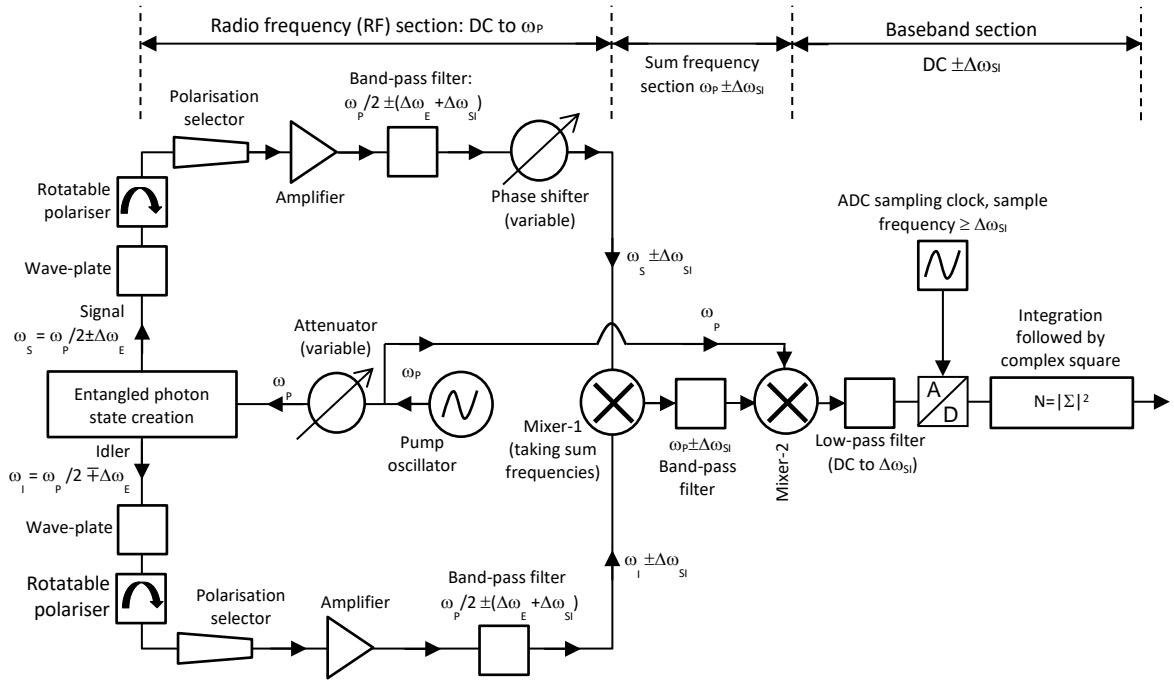 Radio frequency (RF) section: DC to ωP
Sum frequency
section ωP ±ΔωSI
Baseband section
DC ±ΔωSI
Polarisation
selector
Band-pass filter:
ωP/2 ±(ΔωE +ΔωSI)
Amplifier
Phase shifter
(variable)
Rotatable
polariser
Wave-plate
Signal
ωS = ωP/2±ΔωE
ωS ±ΔωSI
ADC sampling clock, sample
frequency ≥ ΔωSI
Attenuator
(variable)
ωP
Integration
followed by
complex square
Entangled photon
state creation
ωP
ωP
A
D
N=|Σ|²
Pump
oscillator
Mixer-1
(taking sum
frequencies)
ωP±ΔωSI
Band-pass
filter
Mixer-2
Low-pass filter
(DC to ΔωSI)
Idler
ωI = ωP /2 ∓ΔωE
Wave-plate
ωI ±ΔωSI
Rotatable
polariser
Polarisation
selector
Amplifier
Band-pass filter
ωP/2 ±(ΔωE +ΔωSI)